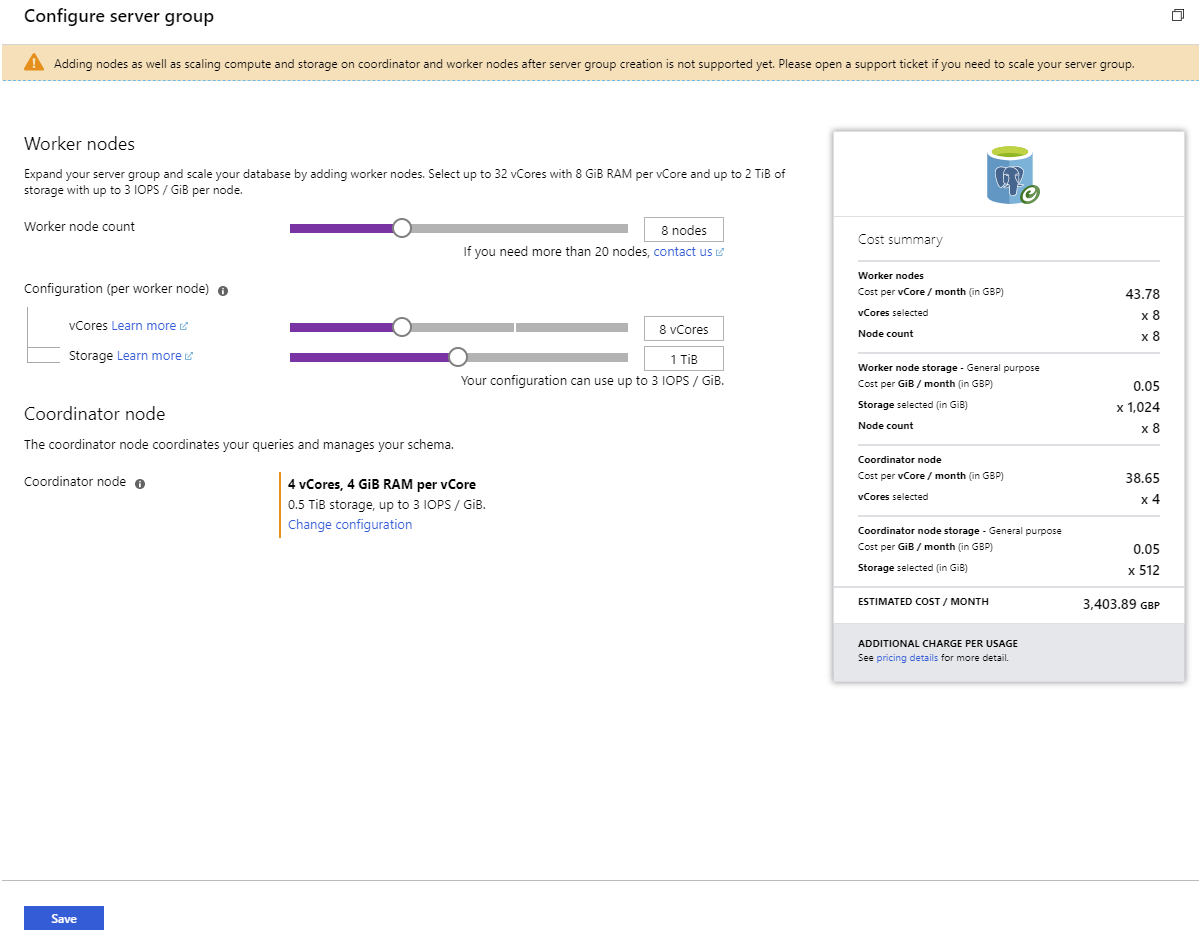 Configure server group
Adding nodes as well as scaling compute and storage on coordinator and worker nodes after server group creation is not supported yet. Please open a support ticket if you need to scale your server group.
Worker nodes
Expand your server group and scale your database by adding worker nodes. Select up to 32 vCores with 8 GiB RAM per vCore and up to 2 TiB of
storage with up to 3 IOPS / GiB per node.
Worker node count
8 nodes
If you need more than 20 nodes, contact us
Configuration (per worker node)
vCores Learn more
8 vCores
Storage Learn more
1 TiB
Your configuration can use up to 3 IOPS / GiB.
Coordinator node
The coordinator node coordinates your queries and manages your schema.
Coordinator node
4 vCores, 4 GiB RAM per vCore
0.5 TiB storage, up to 3 IOPS / GiB.
Change configuration
Cost summary
Worker nodes
Cost per vCore / month (in GBP) 43.78
vCores selected x 8
Node count x 8
Worker node storage - General purpose
Cost per GiB / month (in GBP) 0.05
Storage selected (in GiB) x 1,024
Node count x 8
Coordinator node
Cost per vCore / month (in GBP) 38.65
vCores selected x 4
Coordinator node storage - General purpose
Cost per GiB / month (in GBP) 0.05
Storage selected (in GiB) x 512
ESTIMATED COST / MONTH 3,403.89 GBP
ADDITIONAL CHARGE PER USAGE
See pricing details for more detail.
Save